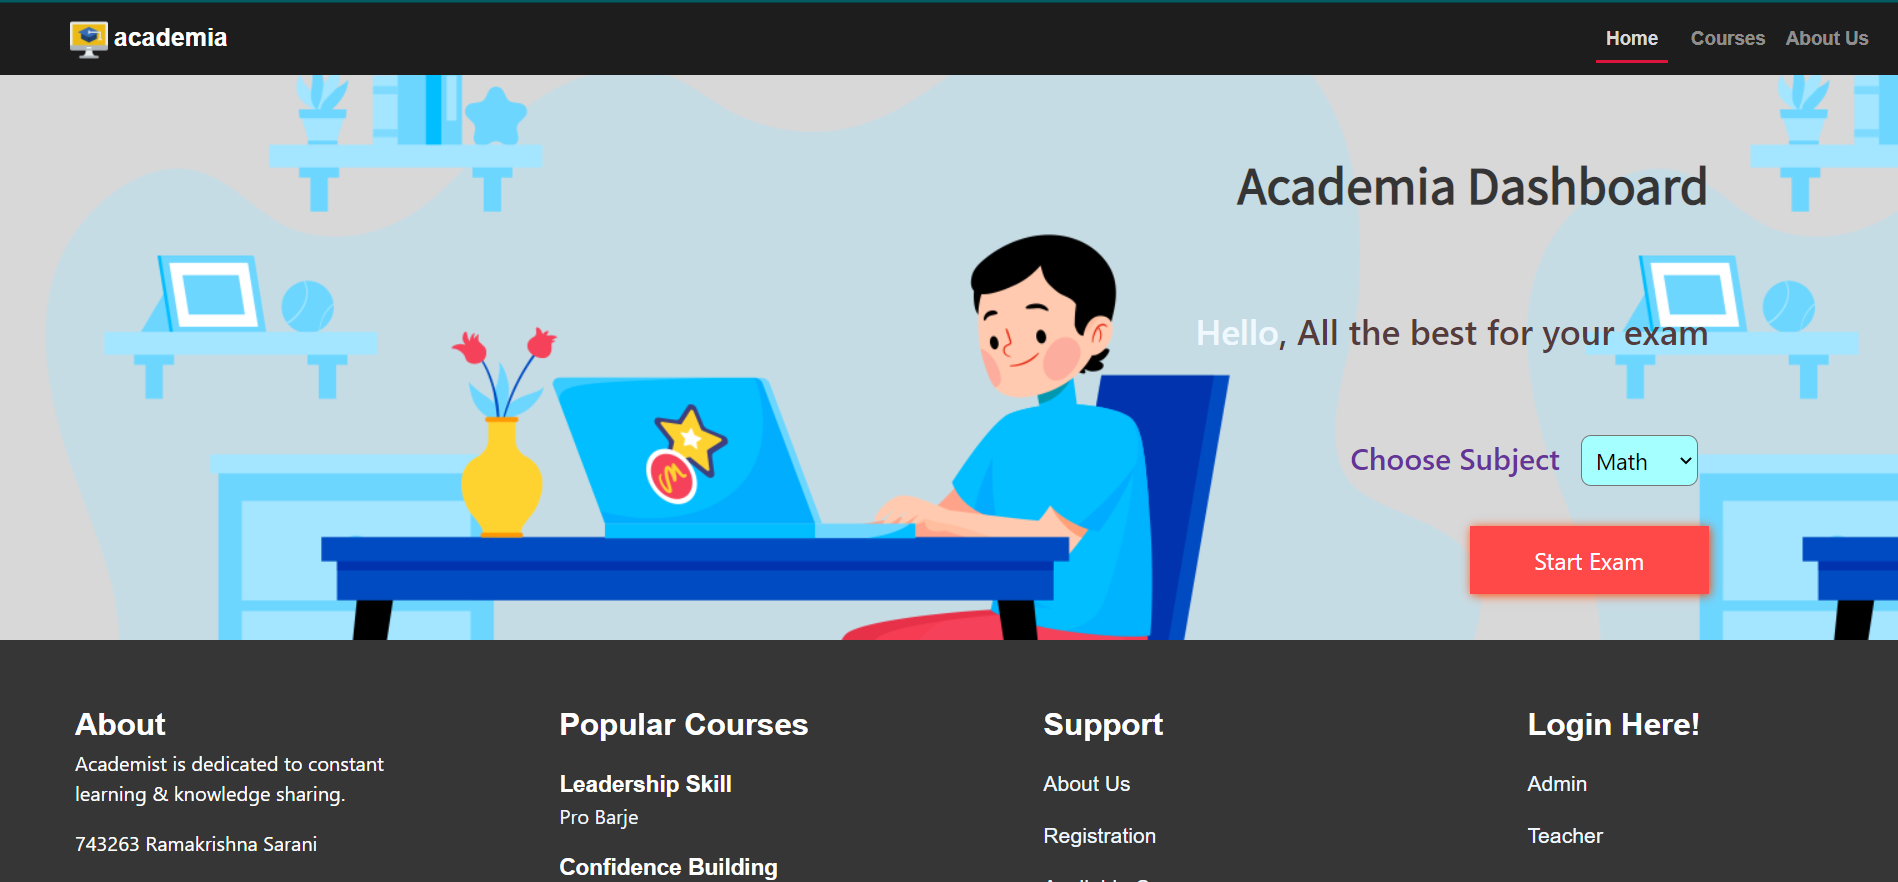 academia
Home Courses About Us
Academia Dashboard
Hello, All the best for your exam
Choose Subject Math
Start Exam
About
Academist is dedicated to constant
learning & knowledge sharing.
743263 Ramakrishna Sarani
Popular Courses
Leadership Skill
Pro Barje
Confidence Building
Support
About Us
Registration
Login Here!
Admin
Teacher